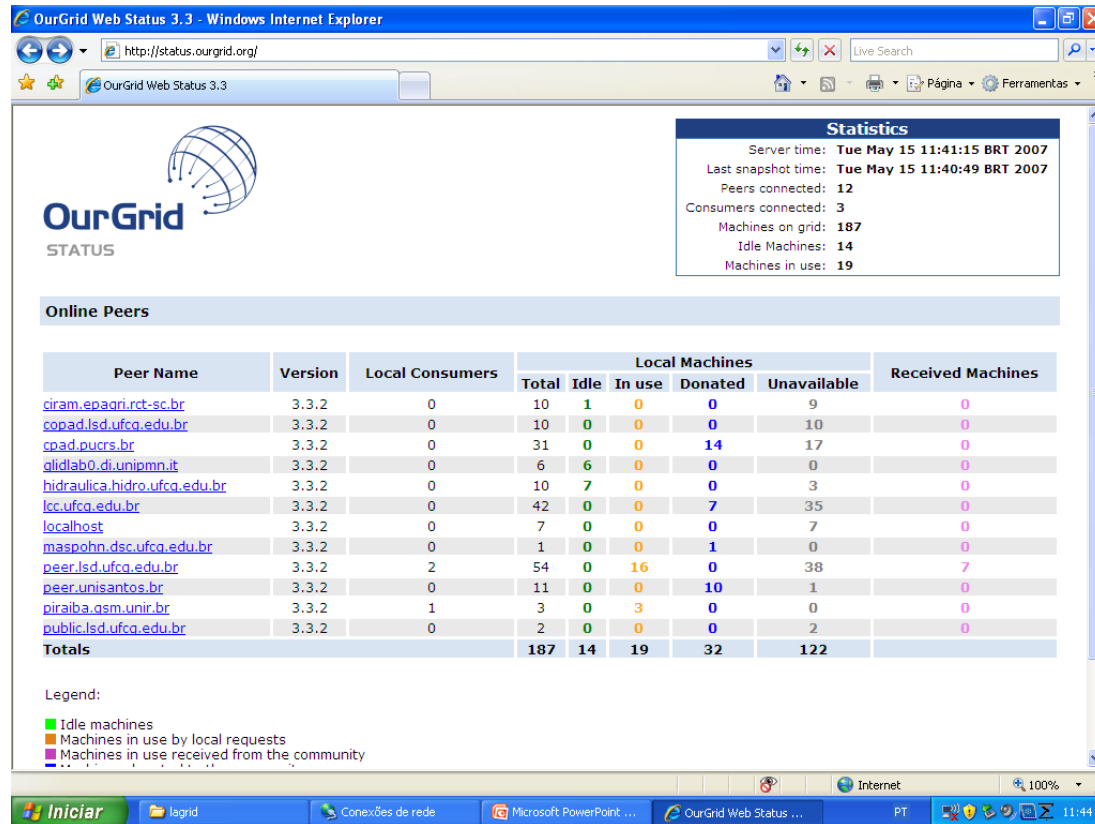 OurGrid Web Status 3.3 - Windows Internet Explorer
http://status.ourgrid.org/
Live Search
OurGrid Web Status 3.3
Página
Ferramentas
OurGrid
STATUS
Statistics
Server time: Tue May 15 11:41:15 BRT 2007
Last snapshot time: Tue May 15 11:40:49 BRT 2007
Peers connected: 12
Consumers connected: 3
Machines on grid: 187
Idle Machines: 14
Machines in use: 19
Online Peers
Peer Name Version Local Consumers Local Machines Received Machines
Total Idle In use Donated Unavailable
ciram.epagri.rct-sc.br 3.3.2 0 10 1 0 0 9 0
copad.lsd.ufcg.edu.br 3.3.2 0 10 0 0 0 10 0
cpad.pucrs.br 3.3.2 0 31 0 0 14 17 0
glidlab0.di.unipmn.it 3.3.2 0 6 6 0 0 0 0
hidraulica.hidro.ufcg.edu.br 3.3.2 0 10 7 0 0 3 0
lcc.ufcg.edu.br 3.3.2 0 42 0 0 7 35 0
localhost 3.3.2 0 7 0 0 0 7 0
maspohn.dsc.ufcg.edu.br 3.3.2 0 1 0 0 1 0 0
peer.lsd.ufcg.edu.br 3.3.2 2 54 0 16 0 38 7
peer.unisantos.br 3.3.2 0 11 0 0 10 1 0
piraiba.gsm.unir.br 3.3.2 1 3 0 3 0 0 0
public.lsd.ufcg.edu.br 3.3.2 0 2 0 0 0 2 0
Totals 187 14 19 32 122
Legend:
Idle machines
Machines in use by local requests
Machines in use received from the community
Internet
100%
Iniciar
lagrid
Conexões de rede
Microsoft PowerPoint ...
OurGrid Web Status ...
PT
11:44